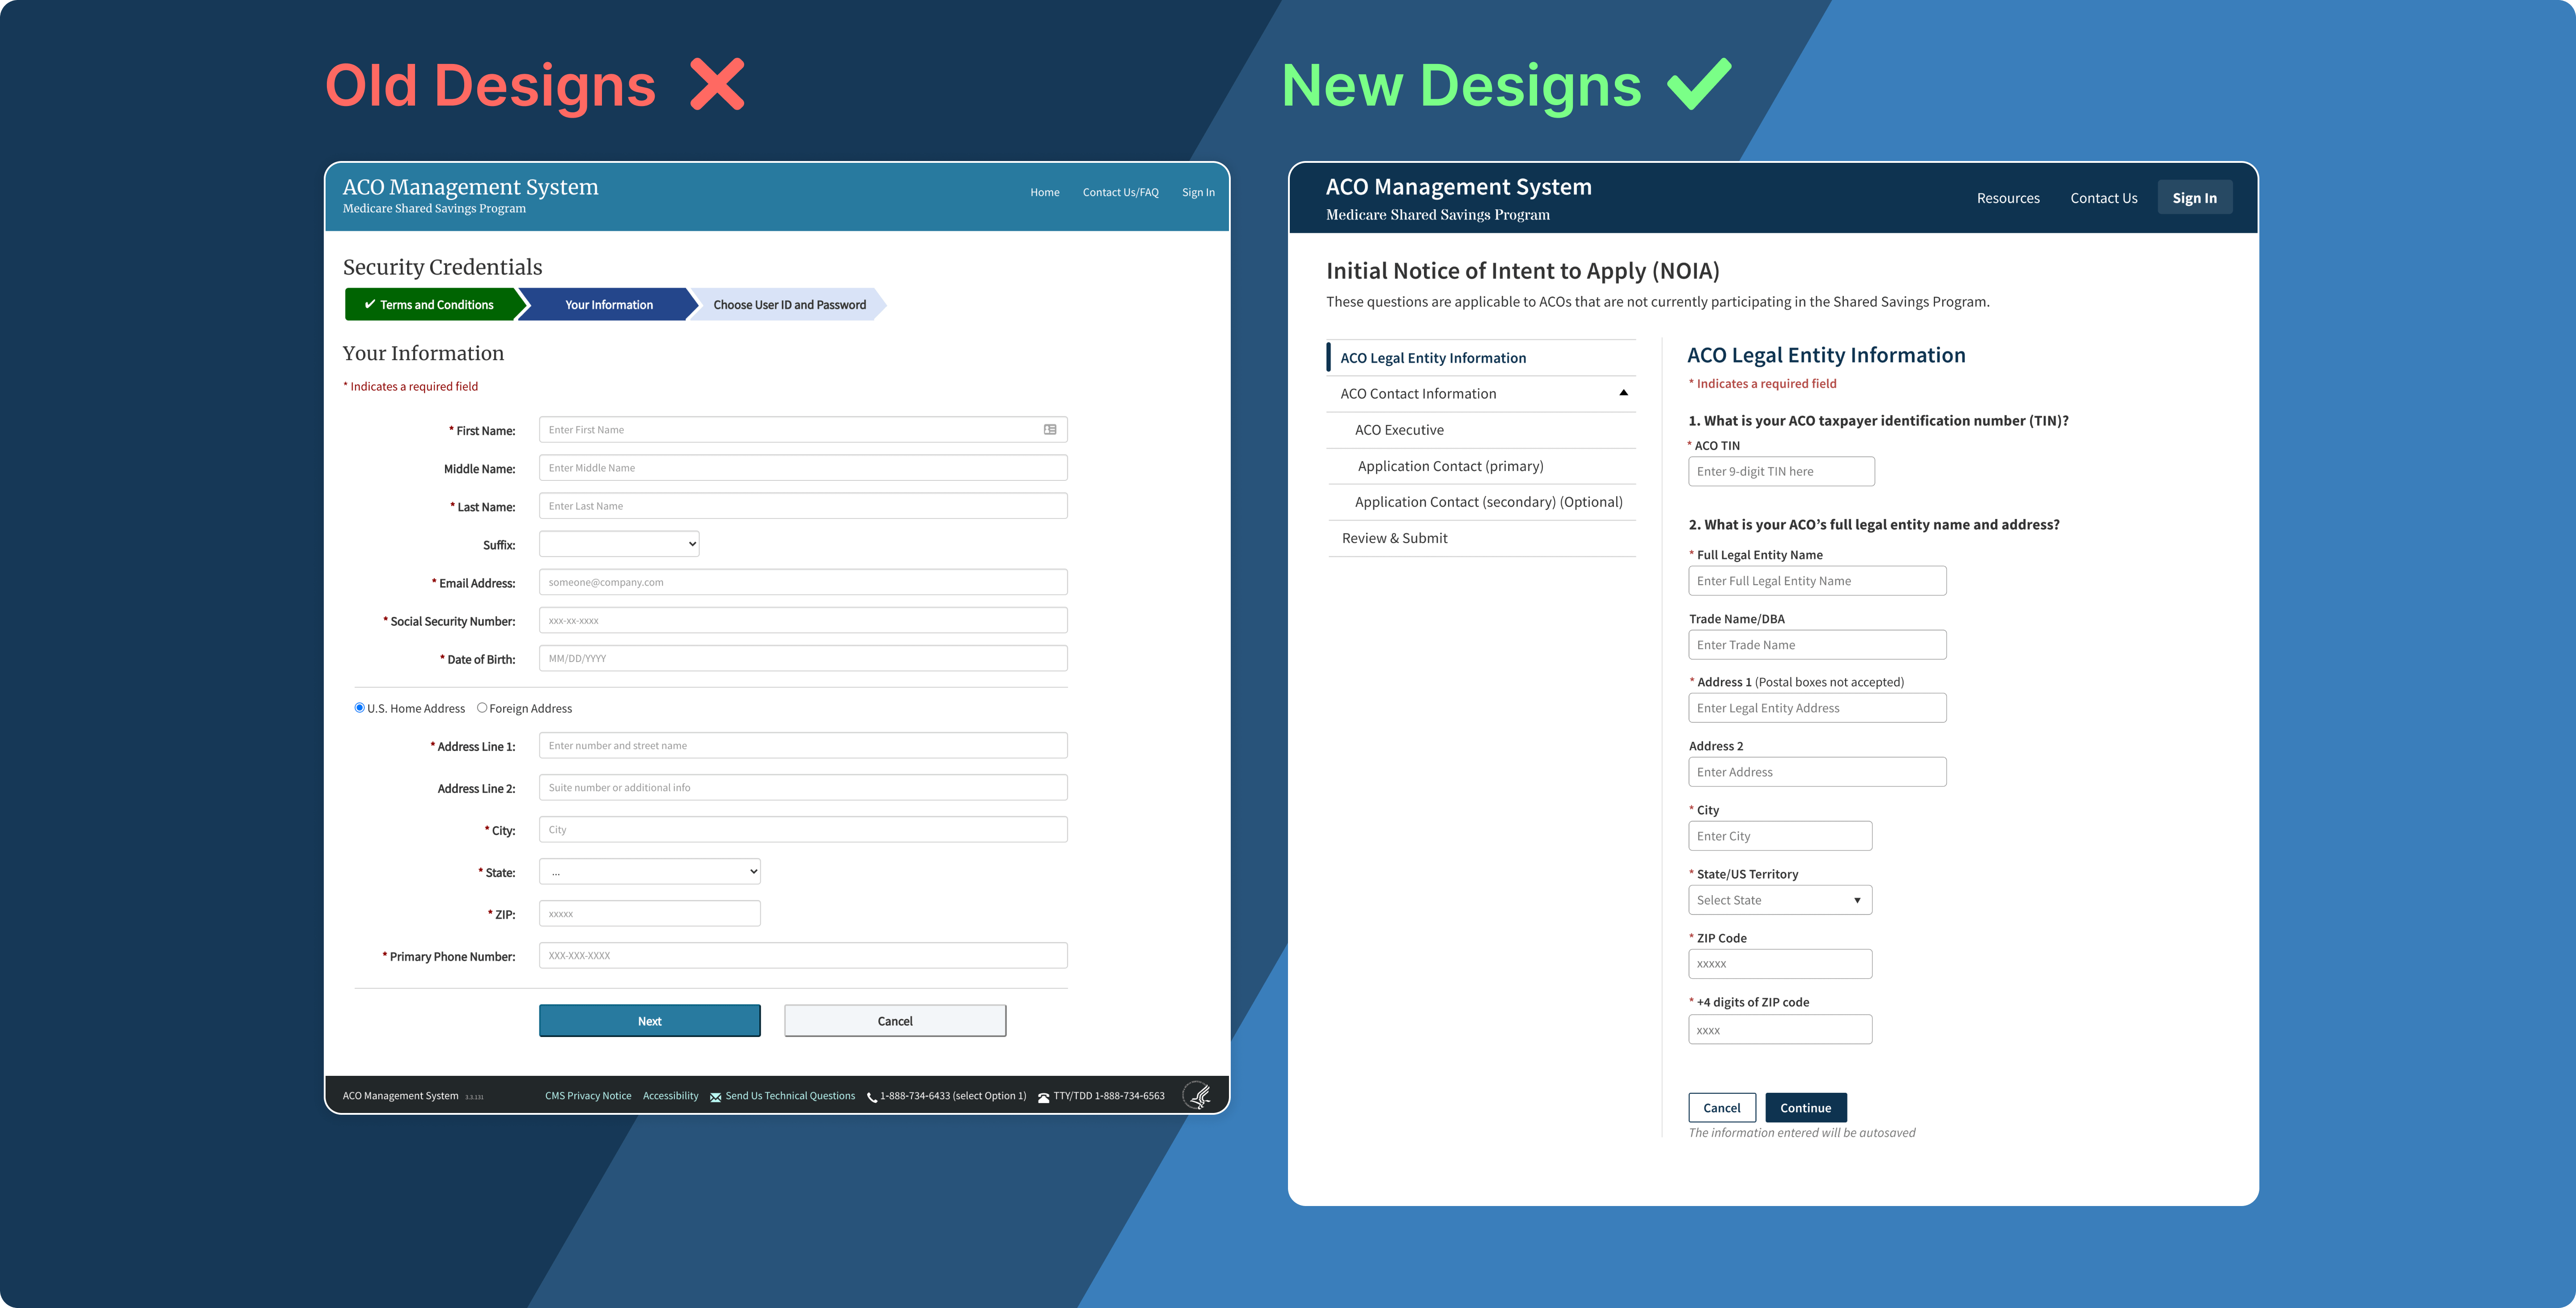 Old Designs ✖
ACO Management System
Medicare Shared Savings Program
Home Contact Us/FAQ Sign In
Security Credentials
✔ Terms and Conditions Your Information Choose User ID and Password
Your Information
* Indicates a required field
* First Name: Enter First Name
Middle Name: Enter Middle Name
* Last Name: Enter Last Name
Suffix:
* Email Address: someone@company.com
* Social Security Number: xxx-xx-xxxx
* Date of Birth: MM/DD/YYYY
U.S. Home Address Foreign Address
* Address Line 1: Enter number and street name
Address Line 2: Suite number or additional info
* City: City
* State: ...
* ZIP: xxxxx
* Primary Phone Number: XXX-XXX-XXXX
Next Cancel
ACO Management System 3.3.131 CMS Privacy Notice Accessibility Send Us Technical Questions 1-888-734-6433 (select Option 1) TTY/TDD 1-888-734-6563
New Designs ✔
ACO Management System
Medicare Shared Savings Program
Resources Contact Us Sign In
Initial Notice of Intent to Apply (NOIA)
These questions are applicable to ACOs that are not currently participating in the Shared Savings Program.
ACO Legal Entity Information
ACO Contact Information
ACO Executive
Application Contact (primary)
Application Contact (secondary) (Optional)
Review & Submit
ACO Legal Entity Information
* Indicates a required field
1. What is your ACO taxpayer identification number (TIN)?
* ACO TIN
Enter 9-digit TIN here
2. What is your ACO’s full legal entity name and address?
* Full Legal Entity Name
Enter Full Legal Entity Name
Trade Name/DBA
Enter Trade Name
* Address 1 (Postal boxes not accepted)
Enter Legal Entity Address
Address 2
Enter Address
* City
Enter City
* State/US Territory
Select State
* ZIP Code
xxxxx
* +4 digits of ZIP code
xxxx
Cancel Continue
The information entered will be autosaved